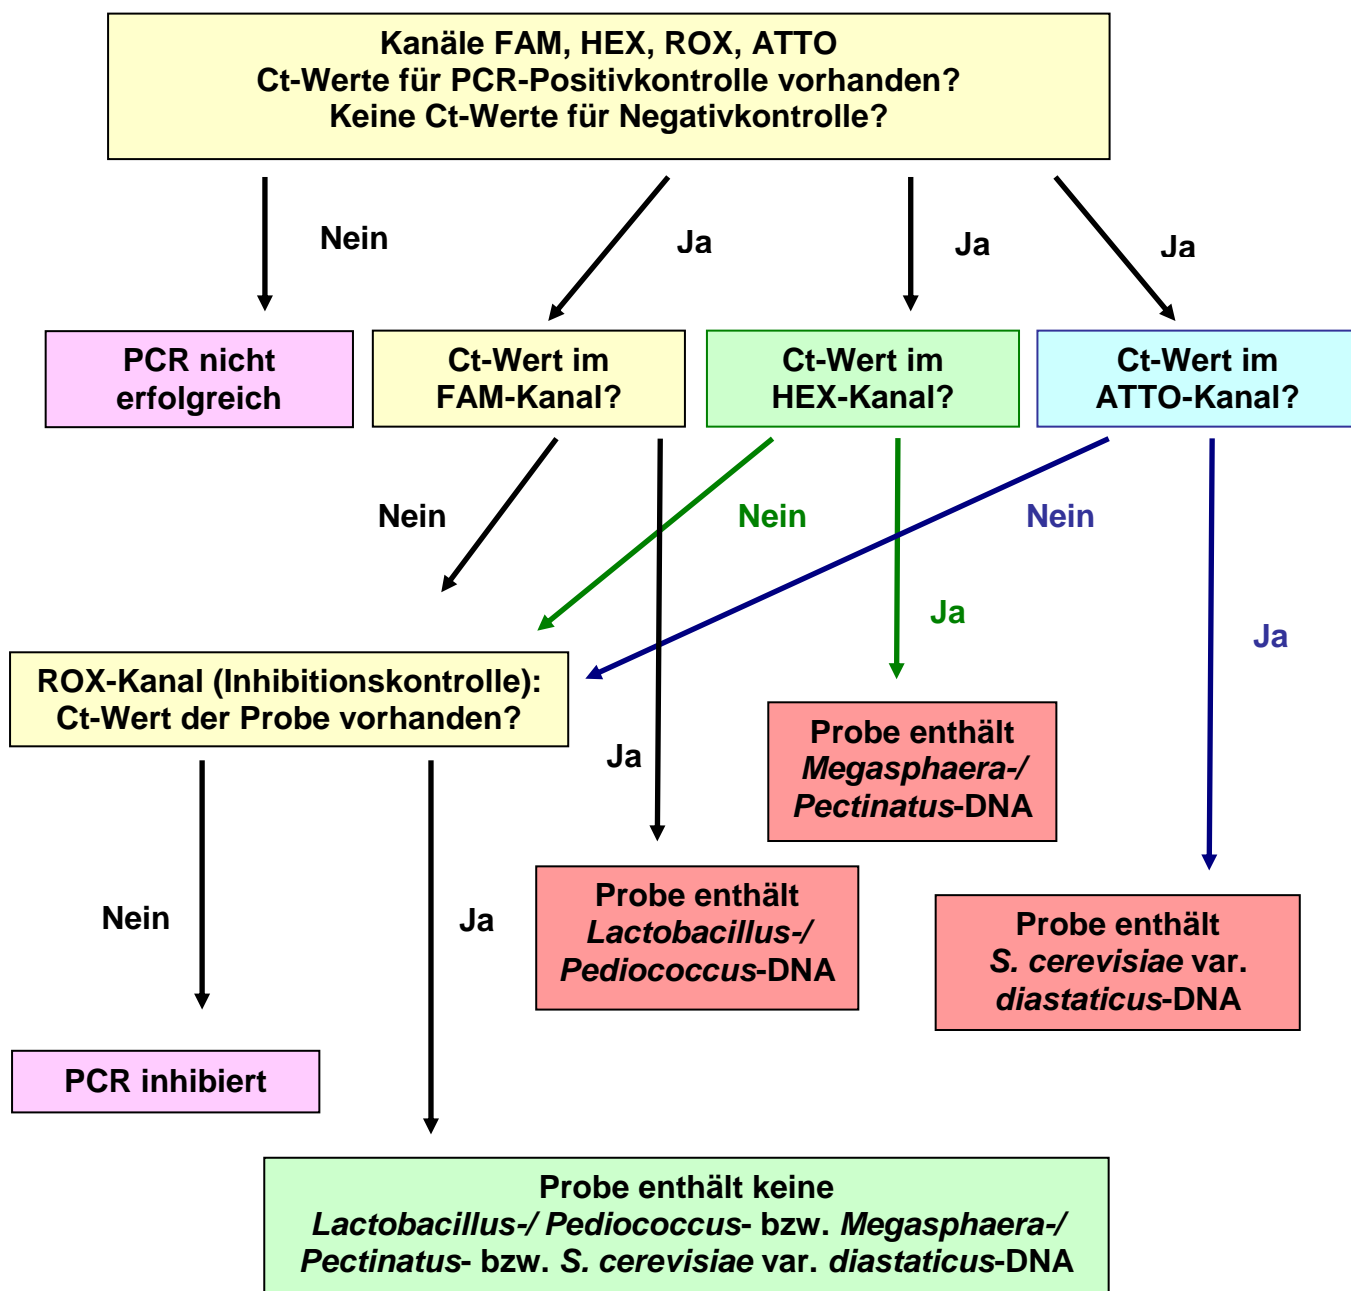 Kanäle FAM, HEX, ROX, ATTO
Ct-Werte für PCR-Positivkontrolle vorhanden?
Keine Ct-Werte für Negativkontrolle?
Nein
Ja
Ja
Ja
PCR nicht
erfolgreich
Ct-Wert im
FAM-Kanal?
Ct-Wert im
HEX-Kanal?
Ct-Wert im
ATTO-Kanal?
Nein
Nein
Nein
Ja
Ja
ROX-Kanal (Inhibitionskontrolle):
Ct-Wert der Probe vorhanden?
Ja
Probe enthält
Megasphaera-/
Pectinatus-DNA
Probe enthält
Lactobacillus-/
Pediococcus-DNA
Probe enthält
S. cerevisiae var.
diastaticus-DNA
Nein
Ja
PCR inhibiert
Probe enthält keine
Lactobacillus-/ Pediococcus- bzw. Megasphaera-/
Pectinatus- bzw. S. cerevisiae var. diastaticus-DNA